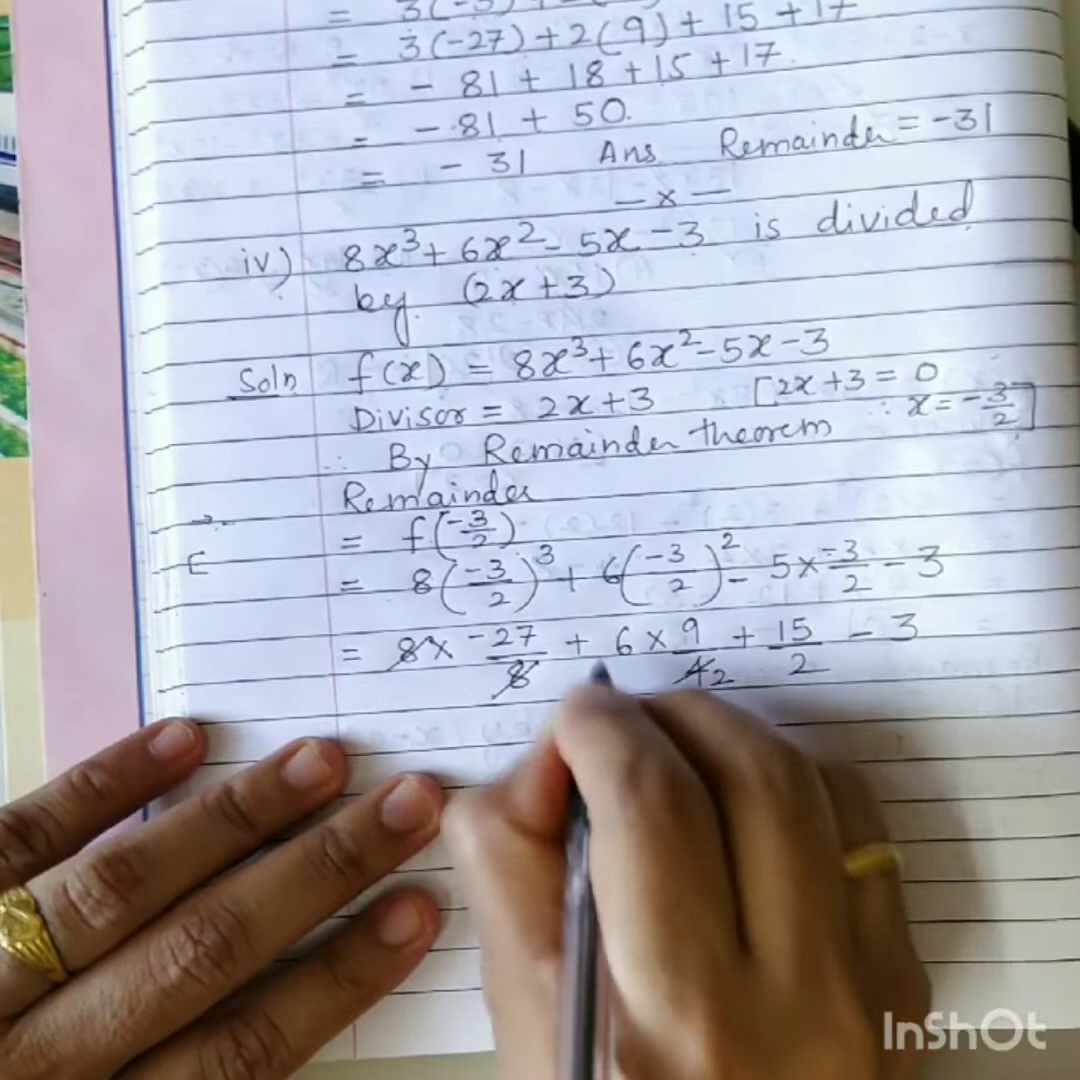 = 3(-3)
= 3(-27) + 2(9) + 15 + 17
= - 81 + 18 + 15 + 17.
= - 81 + 50.
= - 31 Ans Remainder = -31
— x —
iv) 8x³ + 6x² - 5x - 3 is divided
by (2x + 3)
Soln f(x) = 8x³ + 6x² - 5x - 3
Divisor = 2x + 3 [2x + 3 = 0
∴ x = -3/2]
∴ By Remainder theorem
Remainder
= f(-3/2)
= 8(-3/2)³ + 6(-3/2)² - 5 x -3/2 - 3
= 8 x -27/8 + 6 x 9/4 2 + 15/2 - 3
InShOt